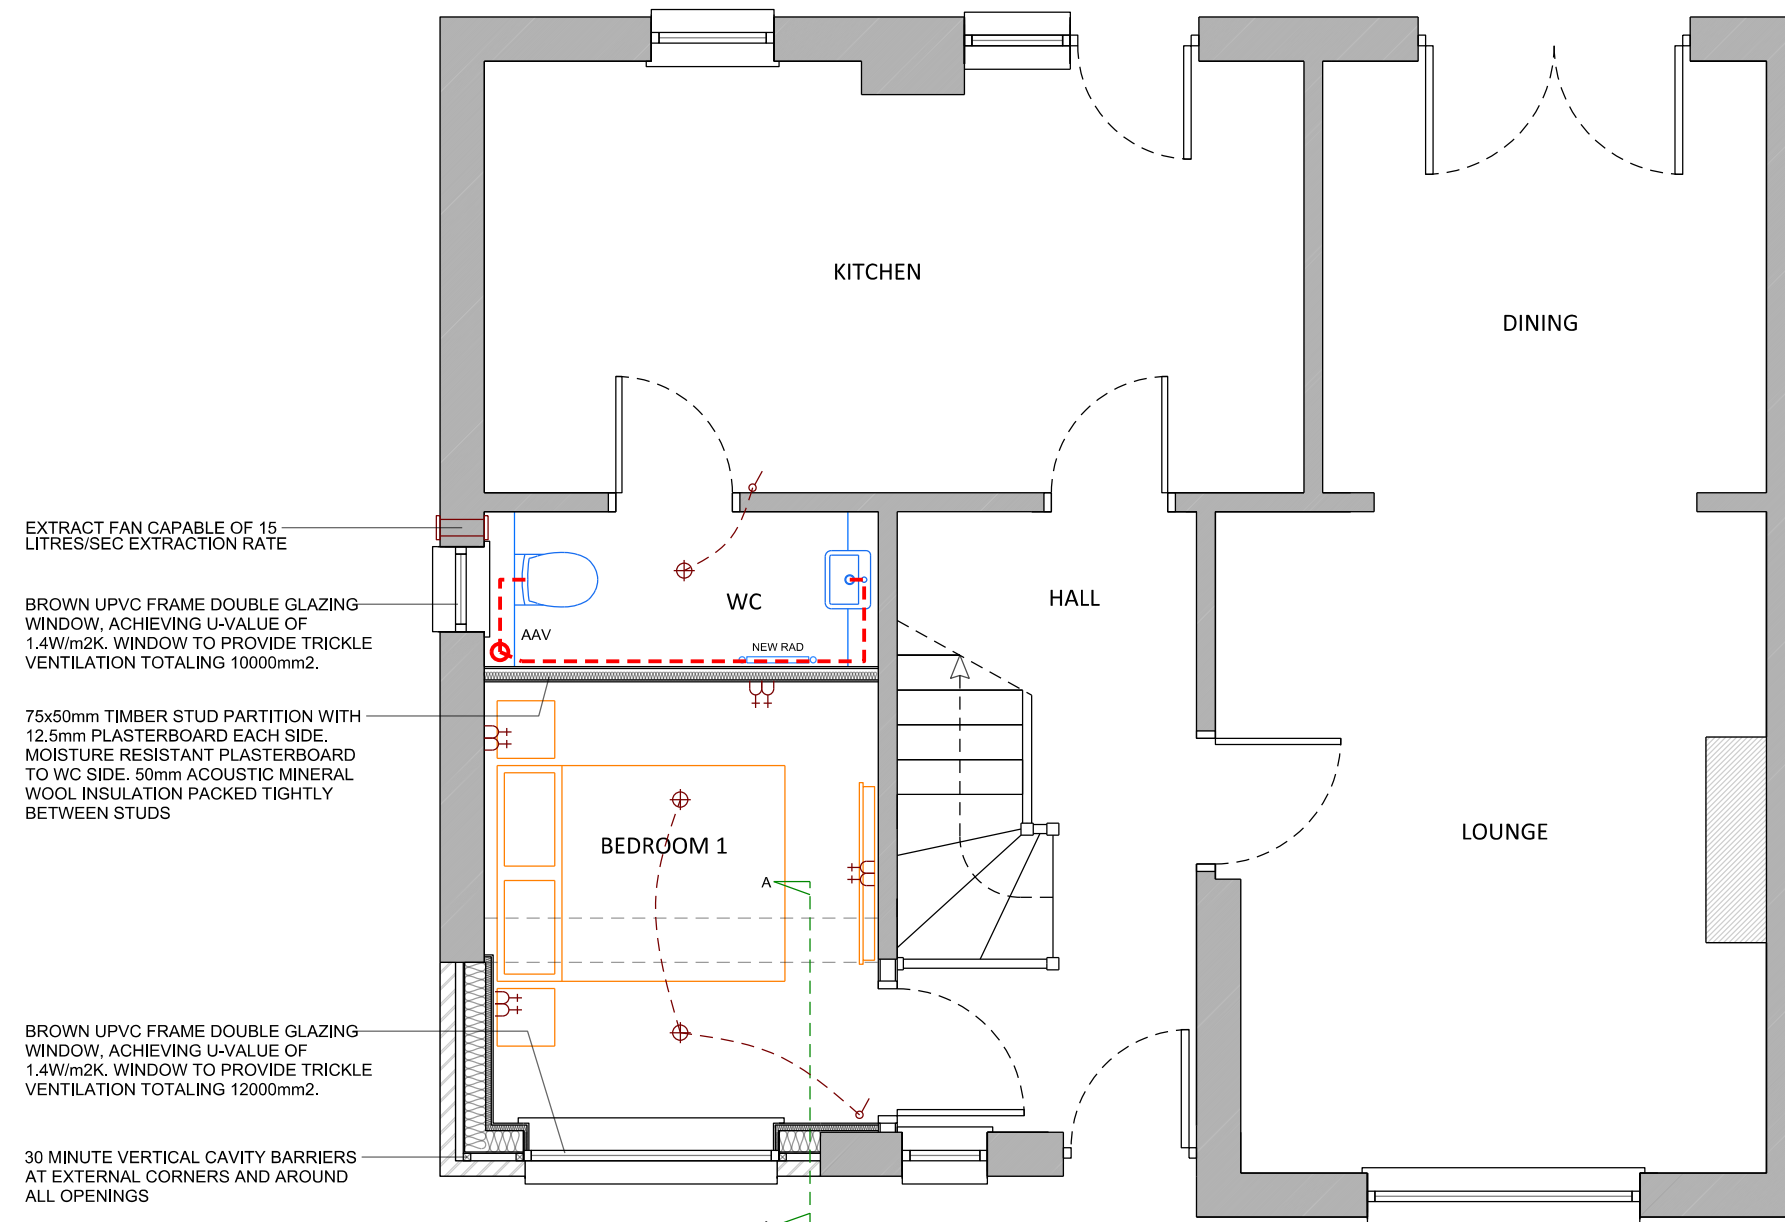 KITCHEN
DINING
EXTRACT FAN CAPABLE OF 15
LITRES/SEC EXTRACTION RATE
BROWN UPVC FRAME DOUBLE GLAZING
WINDOW, ACHIEVING U-VALUE OF
1.4W/m2K. WINDOW TO PROVIDE TRICKLE
VENTILATION TOTALING 10000mm2.
WC
HALL
AAV
NEW RAD
75x50mm TIMBER STUD PARTITION WITH
12.5mm PLASTERBOARD EACH SIDE.
MOISTURE RESISTANT PLASTERBOARD
TO WC SIDE. 50mm ACOUSTIC MINERAL
WOOL INSULATION PACKED TIGHTLY
BETWEEN STUDS
BEDROOM 1
LOUNGE
A
BROWN UPVC FRAME DOUBLE GLAZING
WINDOW, ACHIEVING U-VALUE OF
1.4W/m2K. WINDOW TO PROVIDE TRICKLE
VENTILATION TOTALING 12000mm2.
30 MINUTE VERTICAL CAVITY BARRIERS
AT EXTERNAL CORNERS AND AROUND
ALL OPENINGS